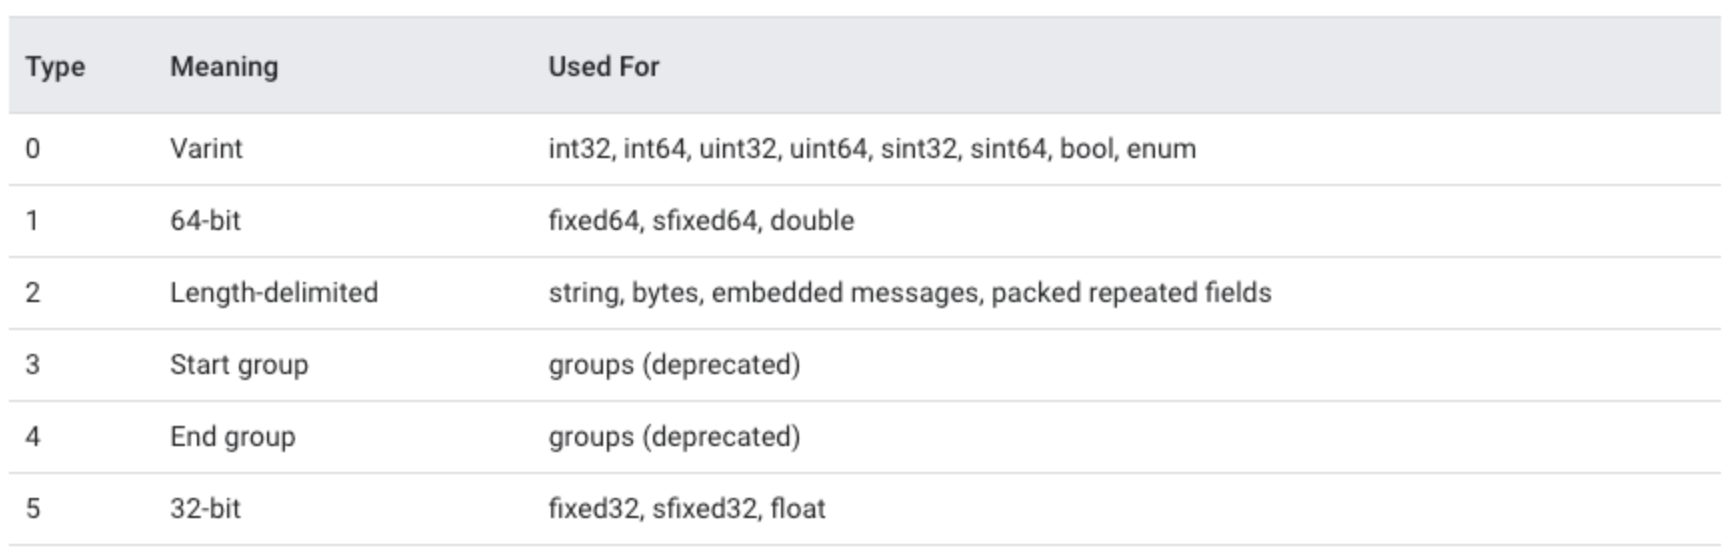 Type Meaning Used For
0 Varint int32, int64, uint32, uint64, sint32, sint64, bool, enum
1 64-bit fixed64, sfixed64, double
2 Length-delimited string, bytes, embedded messages, packed repeated fields
3 Start group groups (deprecated)
4 End group groups (deprecated)
5 32-bit fixed32, sfixed32, float